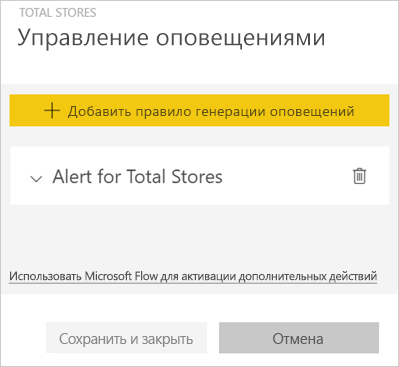 TOTAL STORES
Управление оповещениями
Добавить правило генерации оповещений
Alert for Total Stores
Использовать Microsoft Flow для активации дополнительных действий
Сохранить и закрыть
Отмена